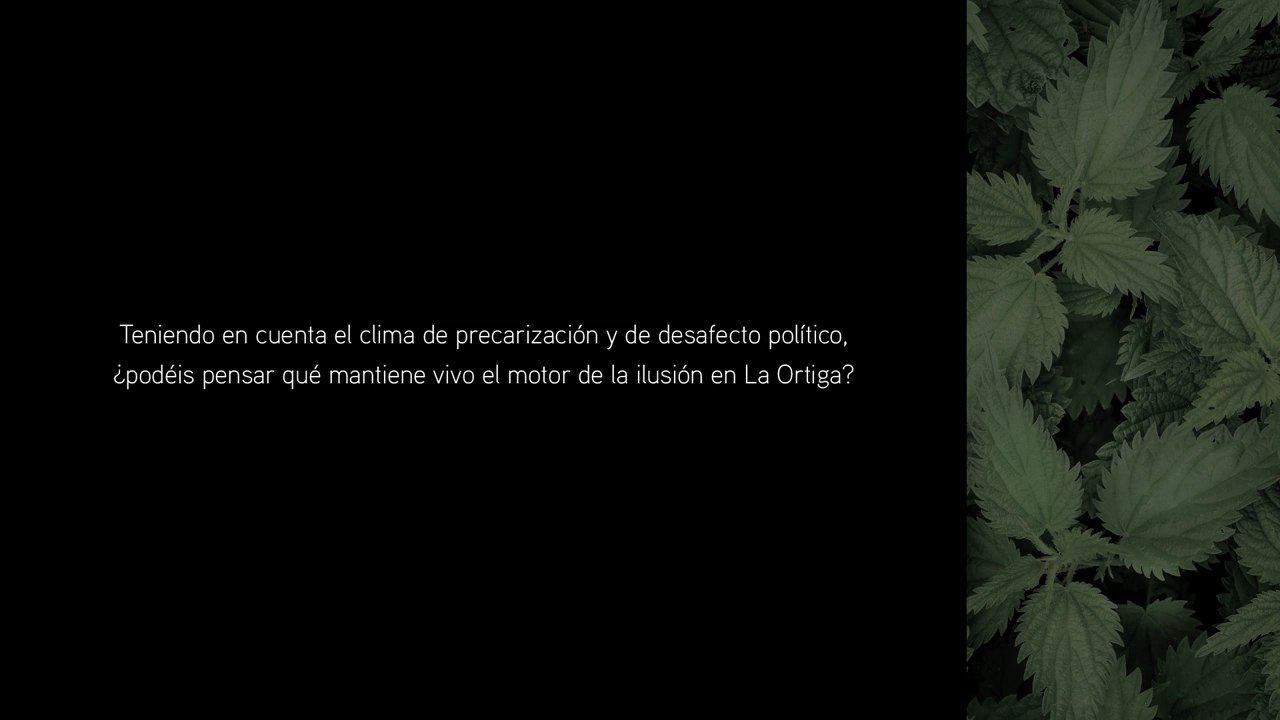 Teniendo en cuenta el clima de precarización y de desafecto político,
¿podéis pensar qué mantiene vivo el motor de la ilusión en La Ortiga?